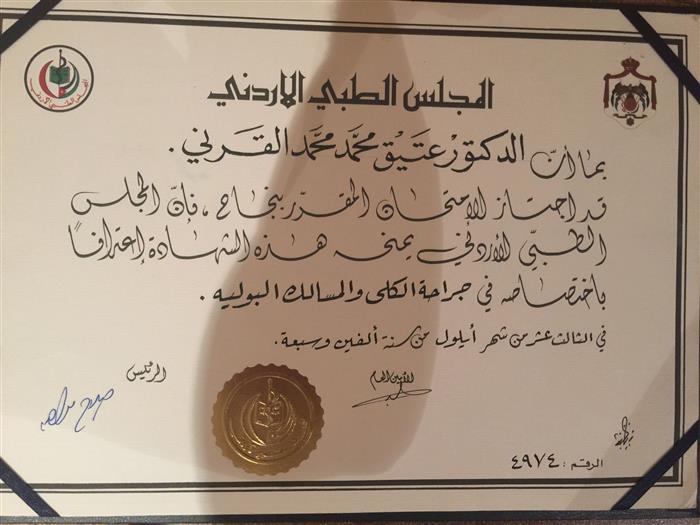 المجلس الطبي الاردني
بما أنّ الدكتور عتيق محمد محمد القرني .
قد اجتاز الامتحان المقرر بنجاح ، فإنّ المجلس
الطبّي الأردني يمنحه هذه الشهادة إعترافاً
باختصاصه في جراحة الكلى والمسالك البوليه .
في الثالث عشر من شهر أيلول من سنة ألفين وسبعة .
الرئيس
الأمين العام
الرقم : ٤٩٧٤